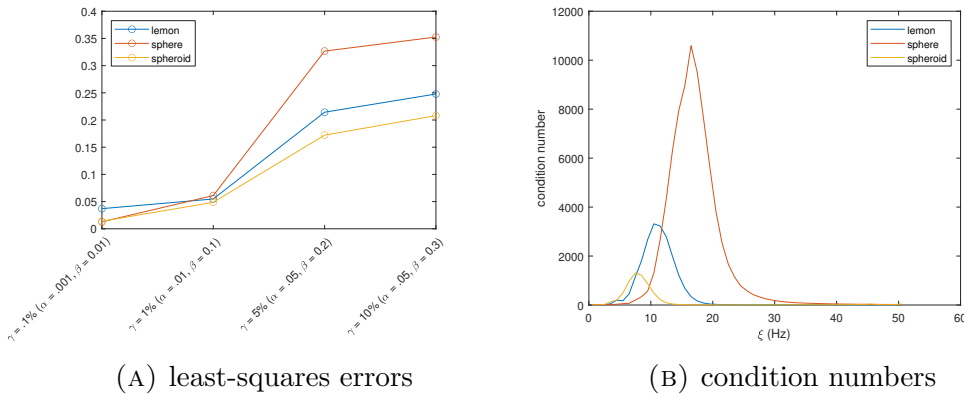 0.4
0.35
0.3
0.25
0.2
0.15
0.1
0.05
0
lemon
sphere
spheroid
γ = .1% (α = .001, β = 0.01)
γ = 1% (α = .01, β = 0.1)
γ = 5% (α = .05, β = 0.2)
γ = 10% (α = .05, β = 0.3)
(A) least-squares errors
12000
10000
8000
6000
4000
2000
0
condition number
lemon
sphere
spheroid
0 10 20 30 40 50 60
ξ (Hz)
(B) condition numbers